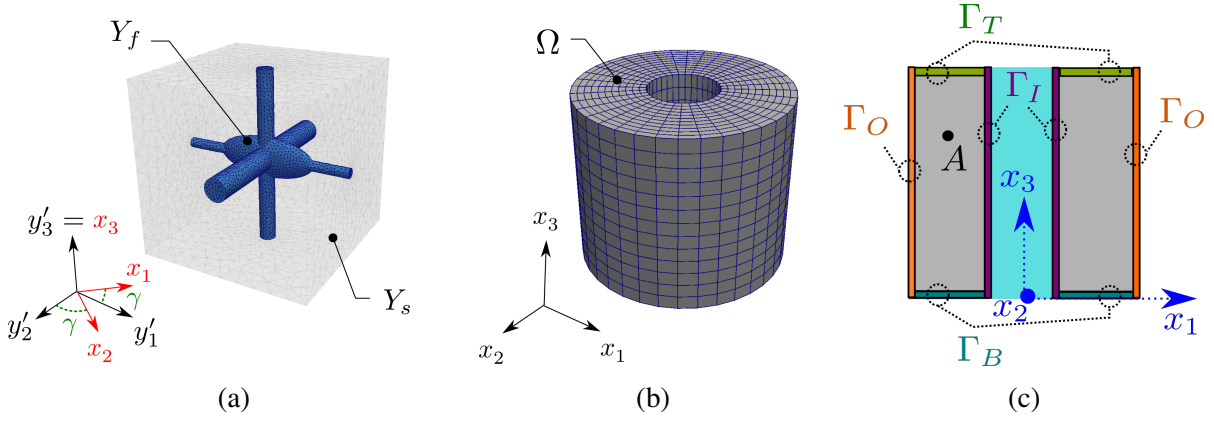 Y_f
Y_s
y'_3 = x_3
x_1
γ
y'_2
γ
x_2
y'_1
(a)
Ω
x_3
x_2
x_1
(b)
Γ_T
Γ_I
Γ_O
Γ_O
A
x_3
x_2
x_1
Γ_B
(c)